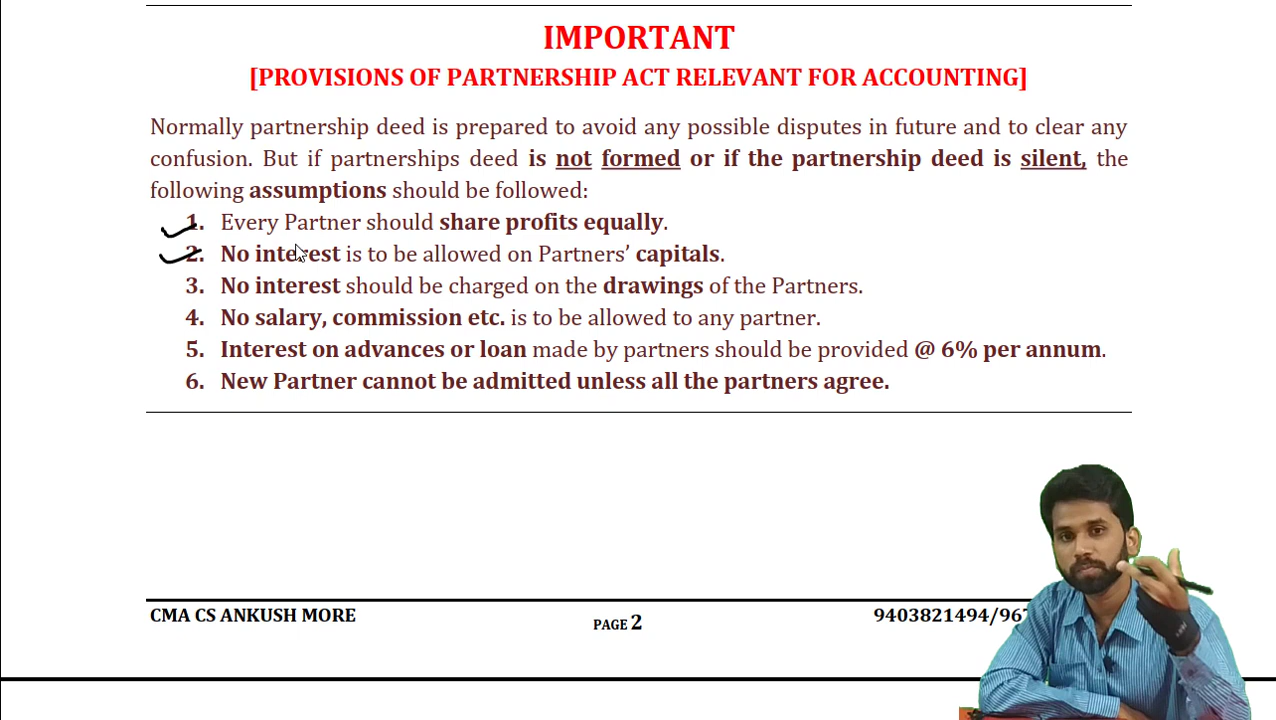 IMPORTANT
[PROVISIONS OF PARTNERSHIP ACT RELEVANT FOR ACCOUNTING]
Normally partnership deed is prepared to avoid any possible disputes in future and to clear any
confusion. But if partnerships deed is not formed or if the partnership deed is silent, the
following assumptions should be followed:
1. Every Partner should share profits equally.
2. No interest is to be allowed on Partners’ capitals.
3. No interest should be charged on the drawings of the Partners.
4. No salary, commission etc. is to be allowed to any partner.
5. Interest on advances or loan made by partners should be provided @ 6% per annum.
6. New Partner cannot be admitted unless all the partners agree.
CMA CS ANKUSH MORE
PAGE 2
9403821494/967